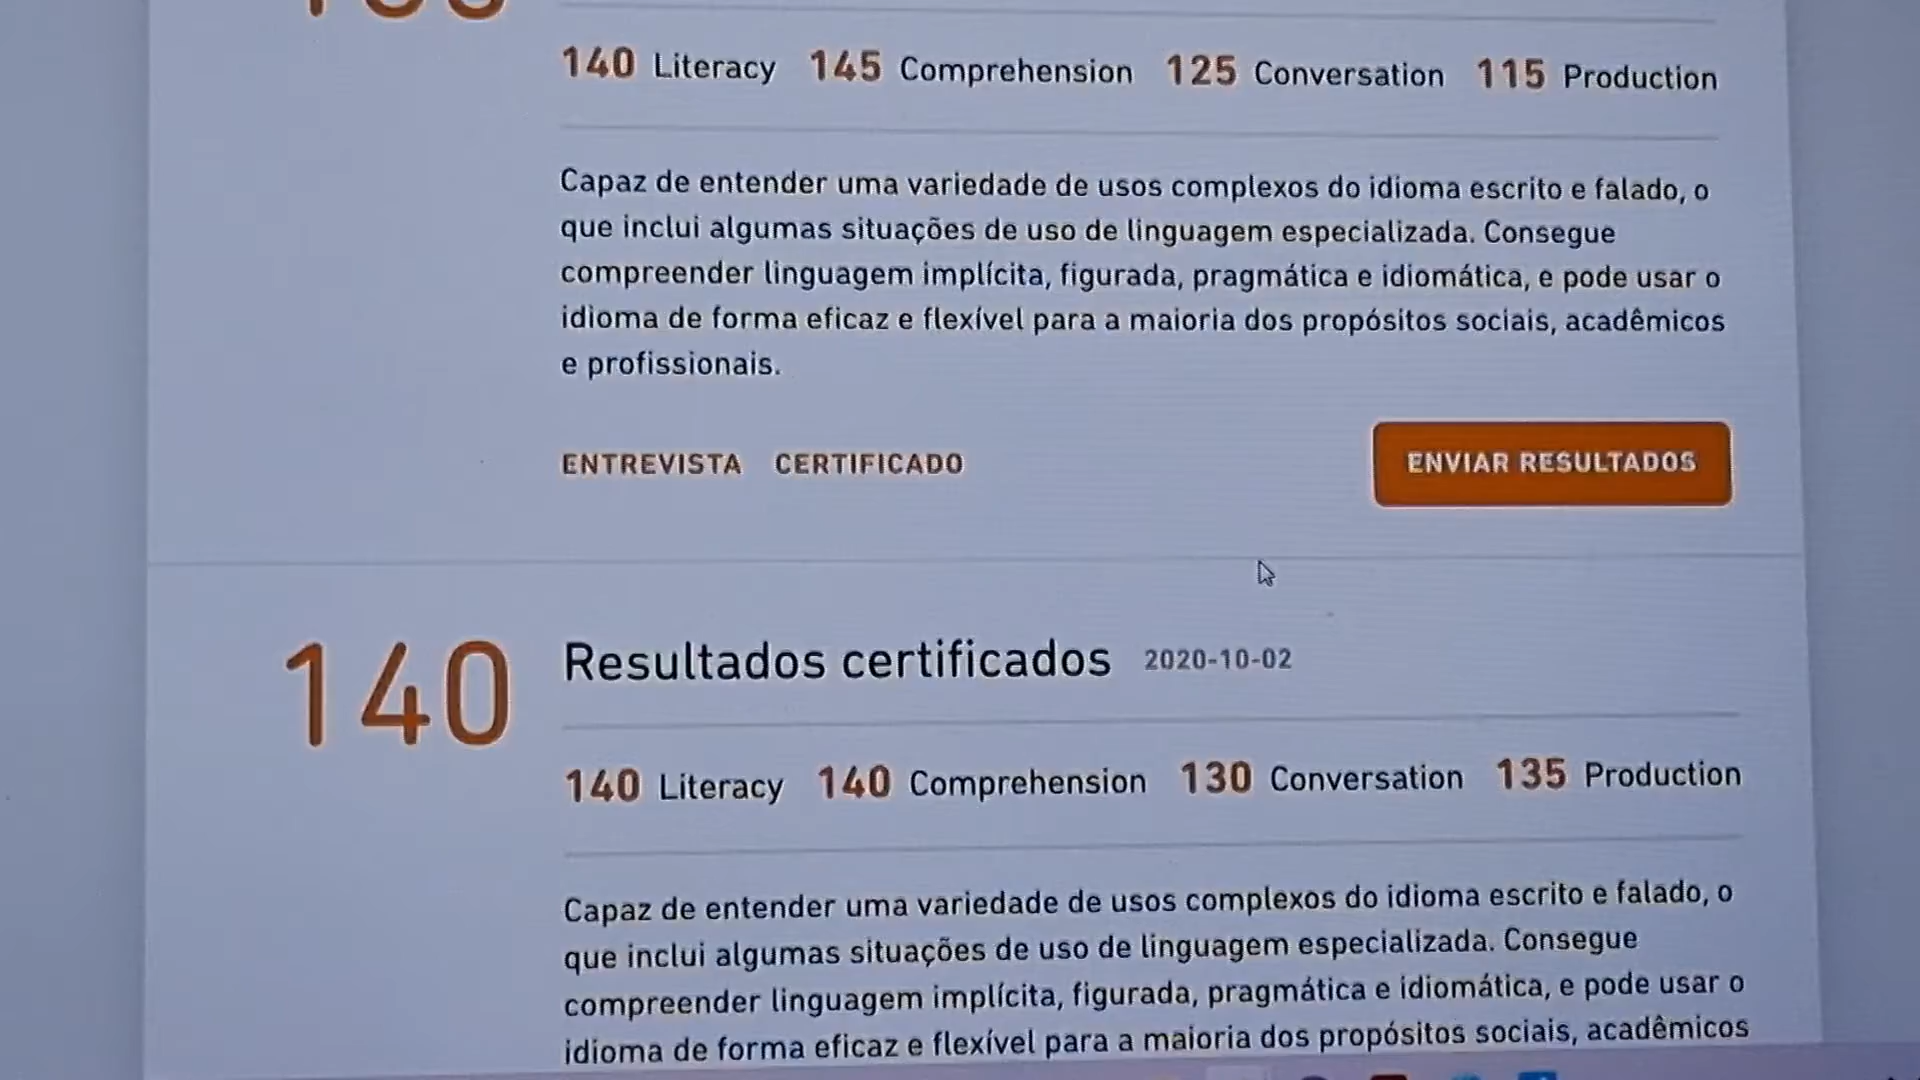 140 Literacy 145 Comprehension 125 Conversation 115 Production
Capaz de entender uma variedade de usos complexos do idioma escrito e falado, o
que inclui algumas situações de uso de linguagem especializada. Consegue
compreender linguagem implícita, figurada, pragmática e idiomática, e pode usar o
idioma de forma eficaz e flexível para a maioria dos propósitos sociais, acadêmicos
e profissionais.
ENTREVISTA CERTIFICADO ENVIAR RESULTADOS
140 Resultados certificados 2020-10-02
140 Literacy 140 Comprehension 130 Conversation 135 Production
Capaz de entender uma variedade de usos complexos do idioma escrito e falado, o
que inclui algumas situações de uso de linguagem especializada. Consegue
compreender linguagem implícita, figurada, pragmática e idiomática, e pode usar o
idioma de forma eficaz e flexível para a maioria dos propósitos sociais, acadêmicos